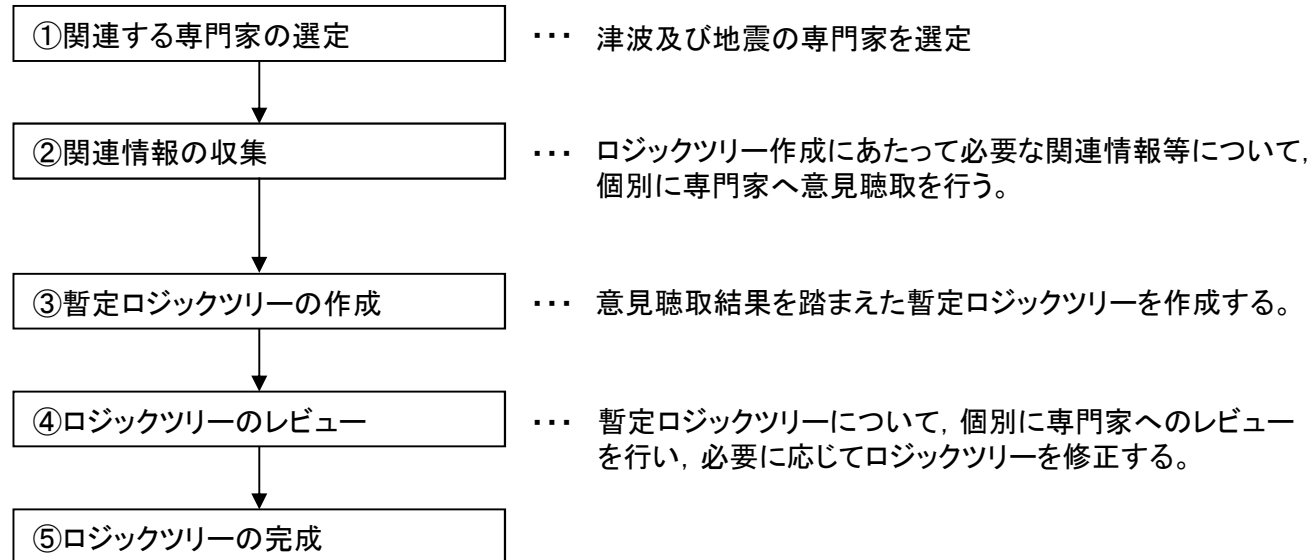 ①関連する専門家の選定
・・・ 津波及び地震の専門家を選定
②関連情報の収集
・・・ ロジックツリー作成にあたって必要な関連情報等について,
個別に専門家へ意見聴取を行う。
③暫定ロジックツリーの作成
・・・ 意見聴取結果を踏まえた暫定ロジックツリーを作成する。
④ロジックツリーのレビュー
・・・ 暫定ロジックツリーについて, 個別に専門家へのレビュー
を行い, 必要に応じてロジックツリーを修正する。
⑤ロジックツリーの完成